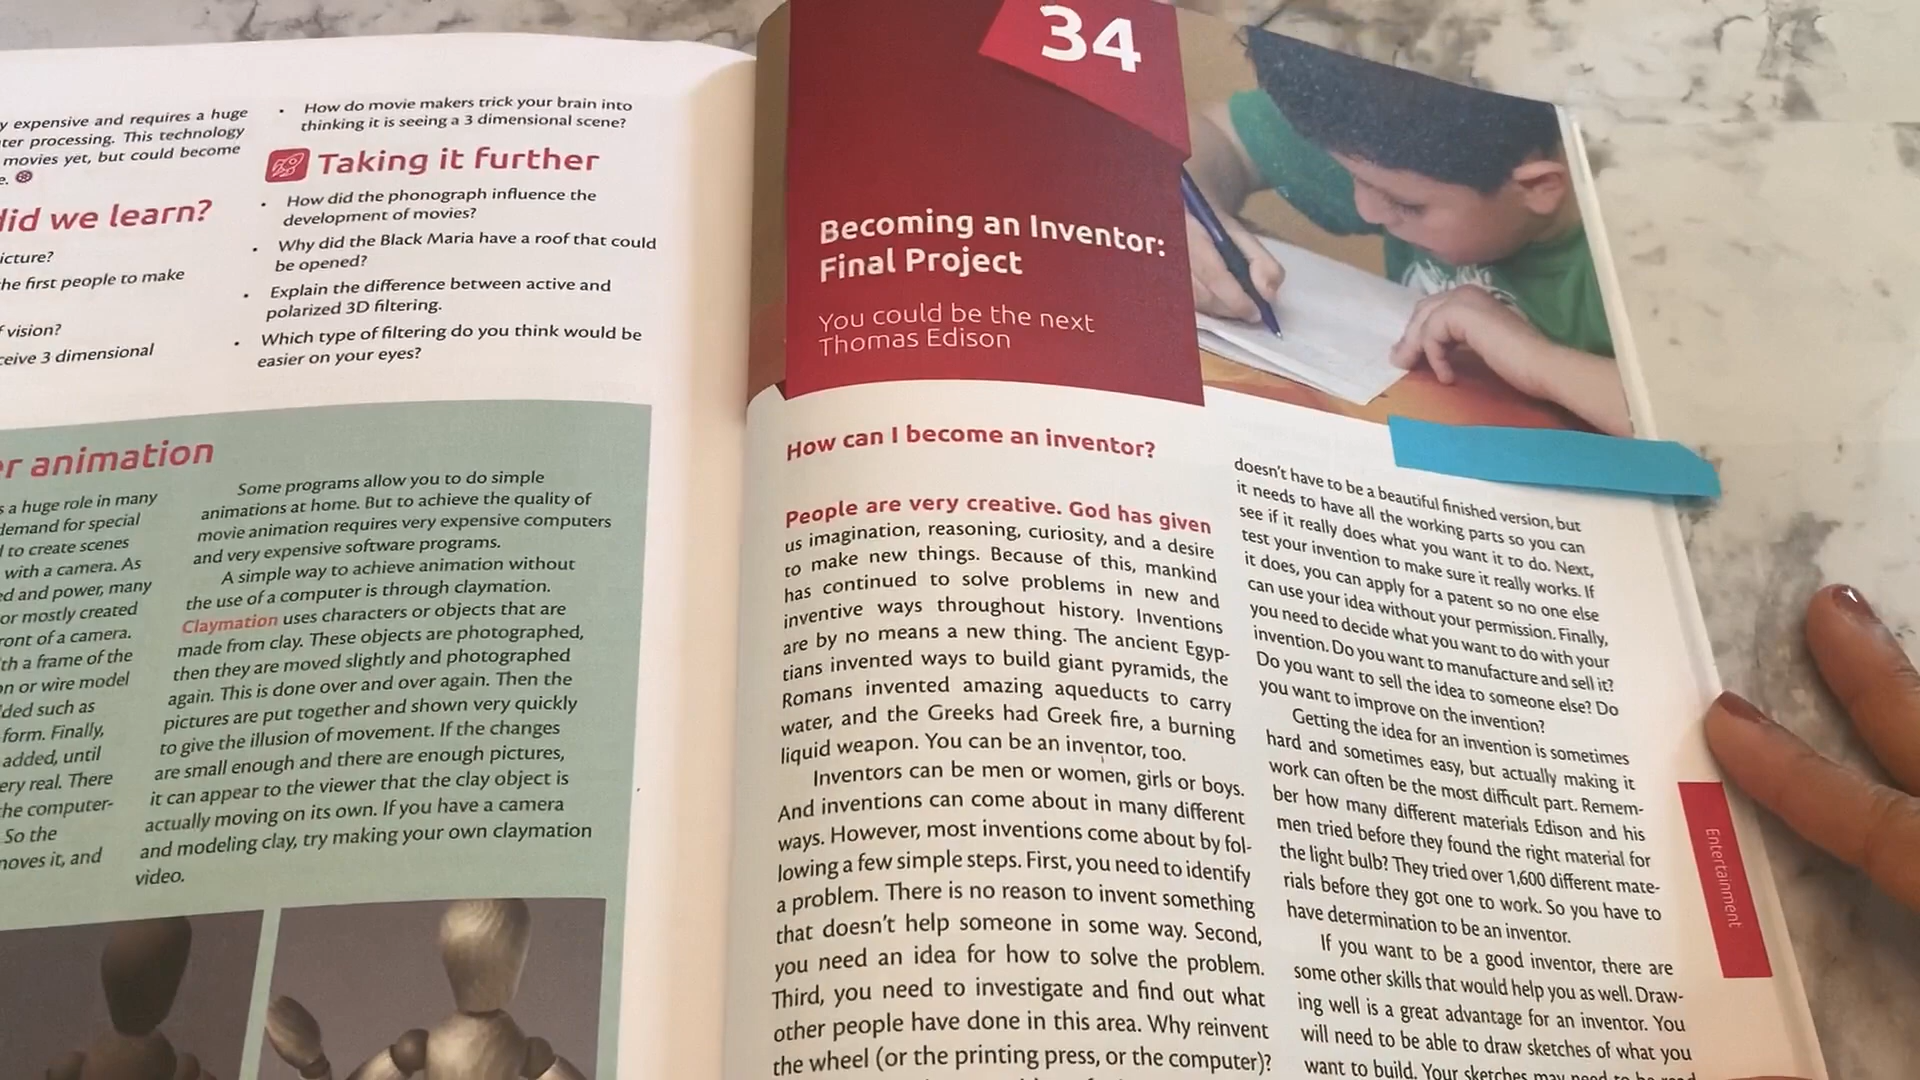 y expensive and requires a huge
ter processing. This technology
movies yet, but could become
e.
did we learn?
icture?
he first people to make
f vision?
ceive 3 dimensional
• How do movie makers trick your brain into
thinking it is seeing a 3 dimensional scene?
Taking it further
• How did the phonograph influence the
development of movies?
• Why did the Black Maria have a roof that could
be opened?
• Explain the difference between active and
polarized 3D filtering.
• Which type of filtering do you think would be
easier on your eyes?
er animation
s a huge role in many
demand for special
d to create scenes
with a camera. As
ed and power, many
or mostly created
ront of a camera.
th a frame of the
n or wire model
ded such as
form. Finally,
added, until
ery real. There
he computer-
So the
moves it, and
Some programs allow you to do simple
animations at home. But to achieve the quality of
movie animation requires very expensive computers
and very expensive software programs.
A simple way to achieve animation without
the use of a computer is through claymation.
Claymation uses characters or objects that are
made from clay. These objects are photographed,
then they are moved slightly and photographed
again. This is done over and over again. Then the
pictures are put together and shown very quickly
to give the illusion of movement. If the changes
are small enough and there are enough pictures,
it can appear to the viewer that the clay object is
actually moving on its own. If you have a camera
and modeling clay, try making your own claymation
video.
34
Becoming an Inventor:
Final Project
You could be the next
Thomas Edison
How can I become an inventor?
People are very creative. God has given
us imagination, reasoning, curiosity, and a desire
to make new things. Because of this, mankind
has continued to solve problems in new and
inventive ways throughout history. Inventions
are by no means a new thing. The ancient Egyp-
tians invented ways to build giant pyramids, the
Romans invented amazing aqueducts to carry
water, and the Greeks had Greek fire, a burning
liquid weapon. You can be an inventor, too.
Inventors can be men or women, girls or boys.
And inventions can come about in many different
ways. However, most inventions come about by fol-
lowing a few simple steps. First, you need to identify
a problem. There is no reason to invent something
that doesn't help someone in some way. Second,
you need an idea for how to solve the problem.
Third, you need to investigate and find out what
other people have done in this area. Why reinvent
the wheel (or the printing press, or the computer)?
doesn't have to be a beautiful finished version, but
it needs to have all the working parts so you can
see if it really does what you want it to do. Next,
test your invention to make sure it really works. If
it does, you can apply for a patent so no one else
can use your idea without your permission. Finally,
you need to decide what you want to do with your
invention. Do you want to manufacture and sell it?
Do you want to sell the idea to someone else? Do
you want to improve on the invention?
Getting the idea for an invention is sometimes
hard and sometimes easy, but actually making it
work can often be the most difficult part. Remem-
ber how many different materials Edison and his
men tried before they found the right material for
the light bulb? They tried over 1,600 different mate-
rials before they got one to work. So you have to
have determination to be an inventor.
If you want to be a good inventor, there are
some other skills that would help you as well. Draw-
ing well is a great advantage for an inventor. You
will need to be able to draw sketches of what you
want to build. Your sketches may need to be
Entertainment